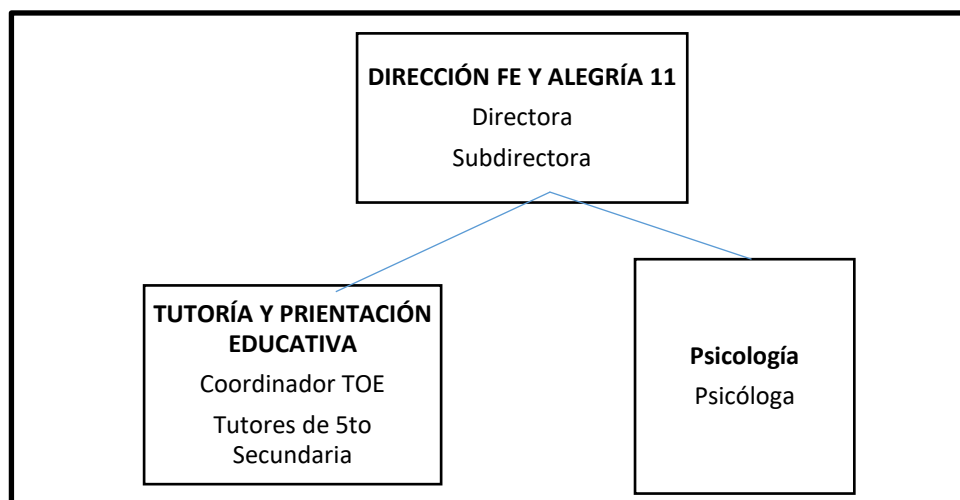 DIRECCIÓN FE Y ALEGRÍA 11
Directora
Subdirectora
TUTORÍA Y PRIENTACIÓN
EDUCATIVA
Coordinador TOE
Tutores de 5to
Secundaria
Psicología
Psicóloga